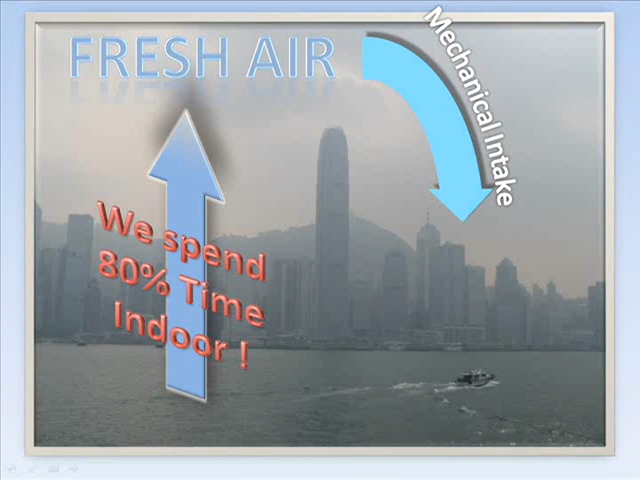 FRESH AIR
Mechanical Intake
We spend
80% Time
Indoor !